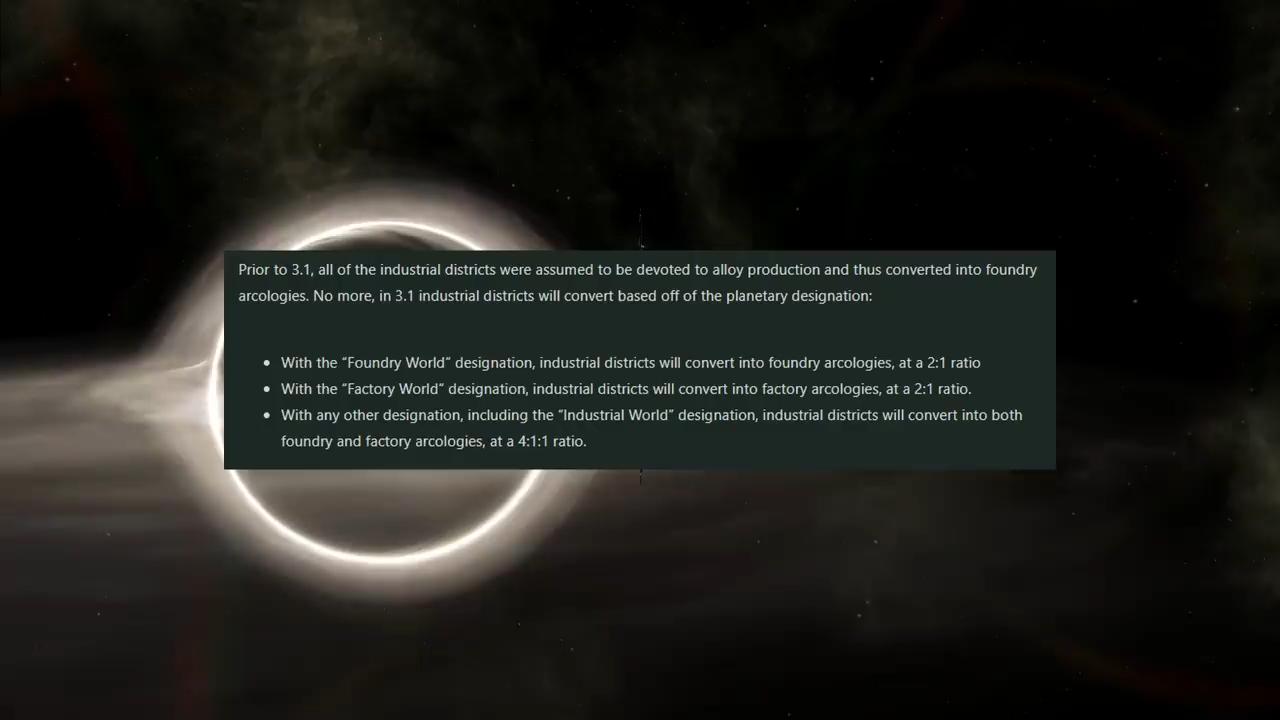 Prior to 3.1, all of the industrial districts were assumed to be devoted to alloy production and thus converted into foundry
arcologies. No more, in 3.1 industrial districts will convert based off of the planetary designation:
• With the “Foundry World” designation, industrial districts will convert into foundry arcologies, at a 2:1 ratio
• With the “Factory World” designation, industrial districts will convert into factory arcologies, at a 2:1 ratio.
• With any other designation, including the “Industrial World” designation, industrial districts will convert into both
foundry and factory arcologies, at a 4:1:1 ratio.